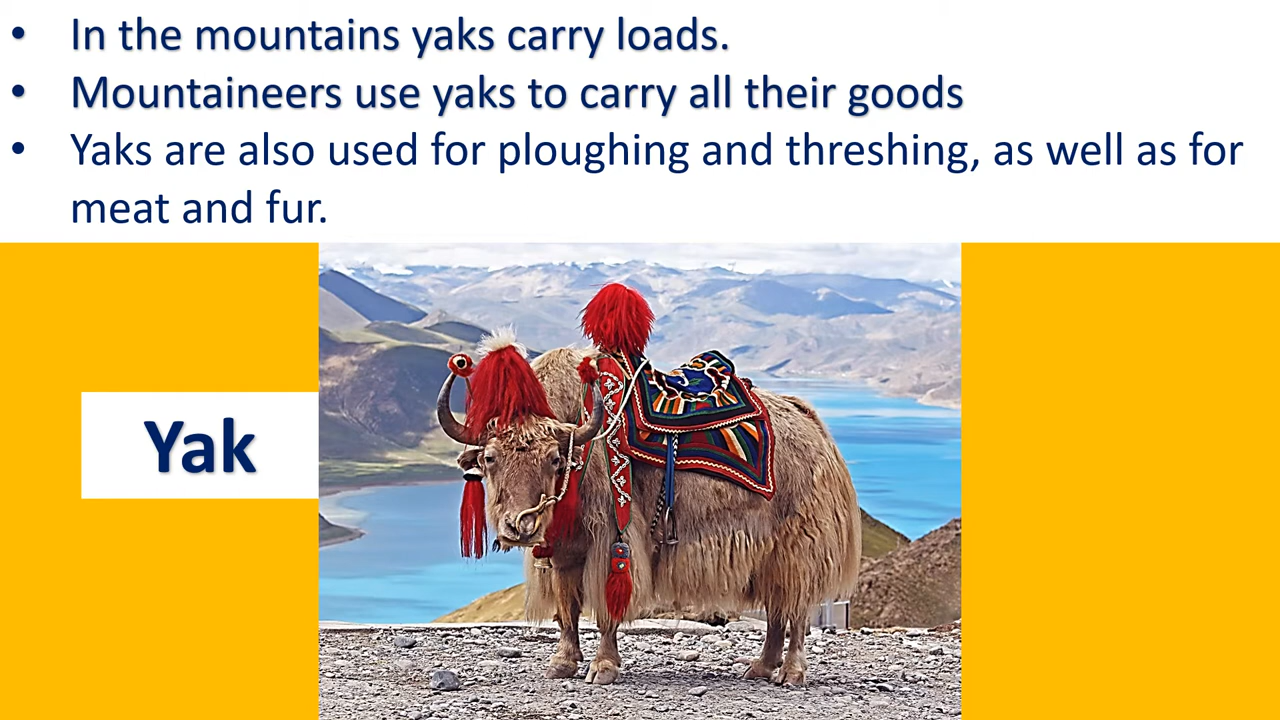 • In the mountains yaks carry loads.
• Mountaineers use yaks to carry all their goods
• Yaks are also used for ploughing and threshing, as well as for
meat and fur.
Yak